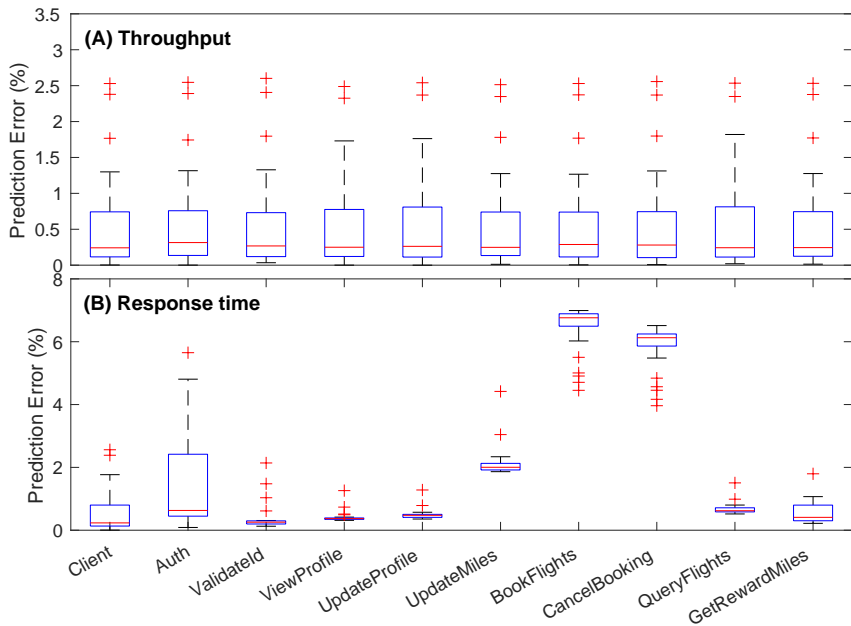 (A) Throughput
Prediction Error (%)
3.5
3
2.5
2
1.5
1
0.5
0
(B) Response time
Prediction Error (%)
8
6
4
2
0
Client
Auth
ValidateId
ViewProfile
UpdateProfile
UpdateMiles
BookFlights
CancelBooking
QueryFlights
GetRewardMiles